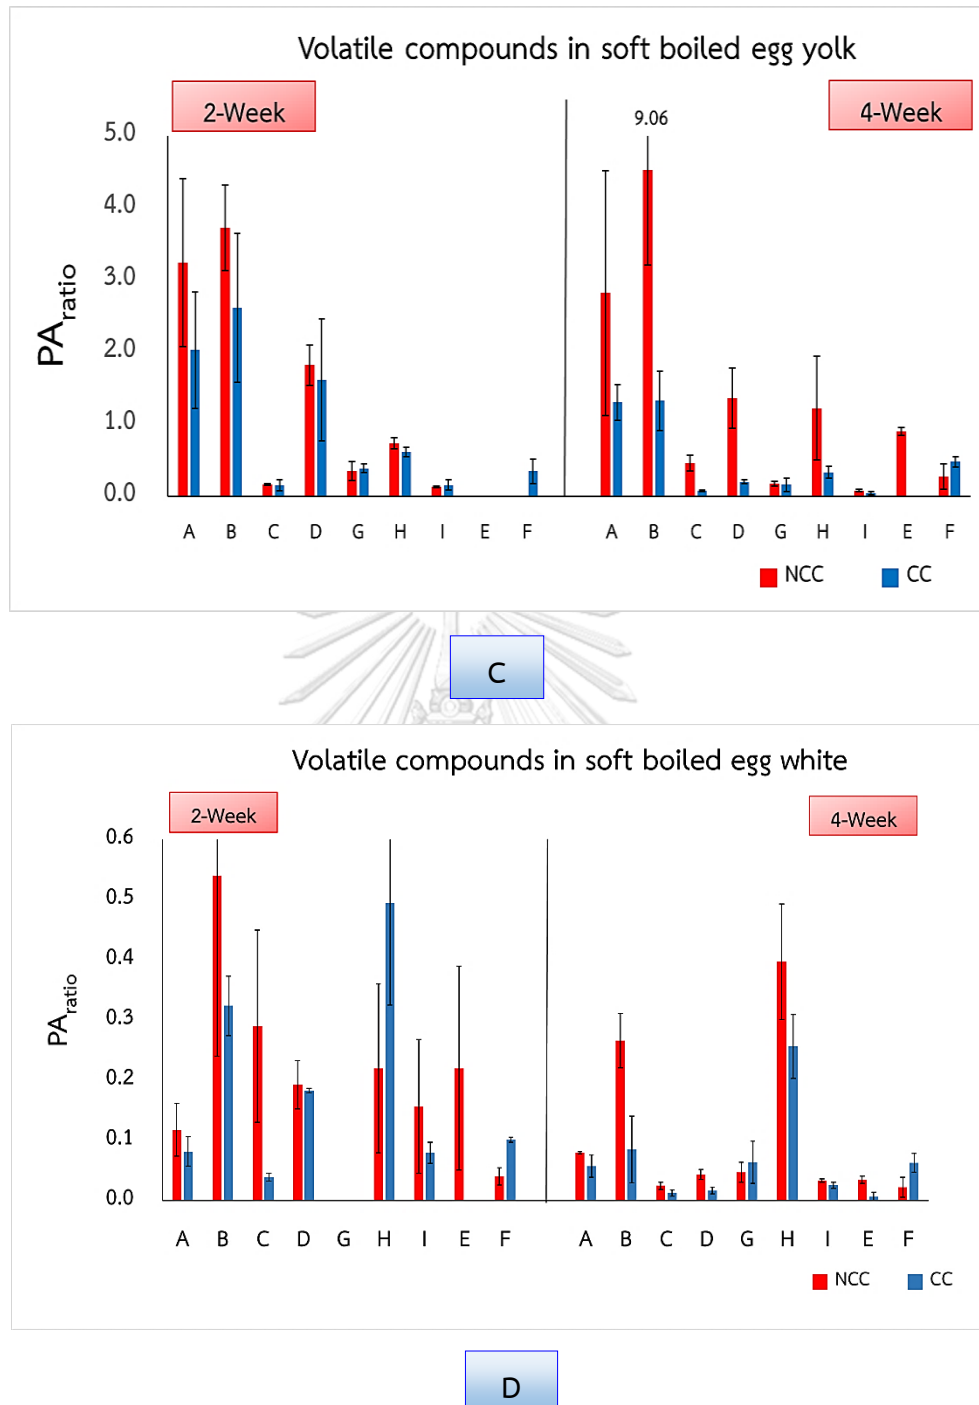 Volatile compounds in soft boiled egg yolk
2-Week
4-Week
9.06
5.0
4.0
3.0
2.0
1.0
0.0
PAratio
A B C D G H I E F A B C D G H I E F
NCC CC
C
Volatile compounds in soft boiled egg white
2-Week
4-Week
0.6
0.5
0.4
0.3
0.2
0.1
0.0
PAratio
A B C D G H I E F A B C D G H I E F
NCC CC
D